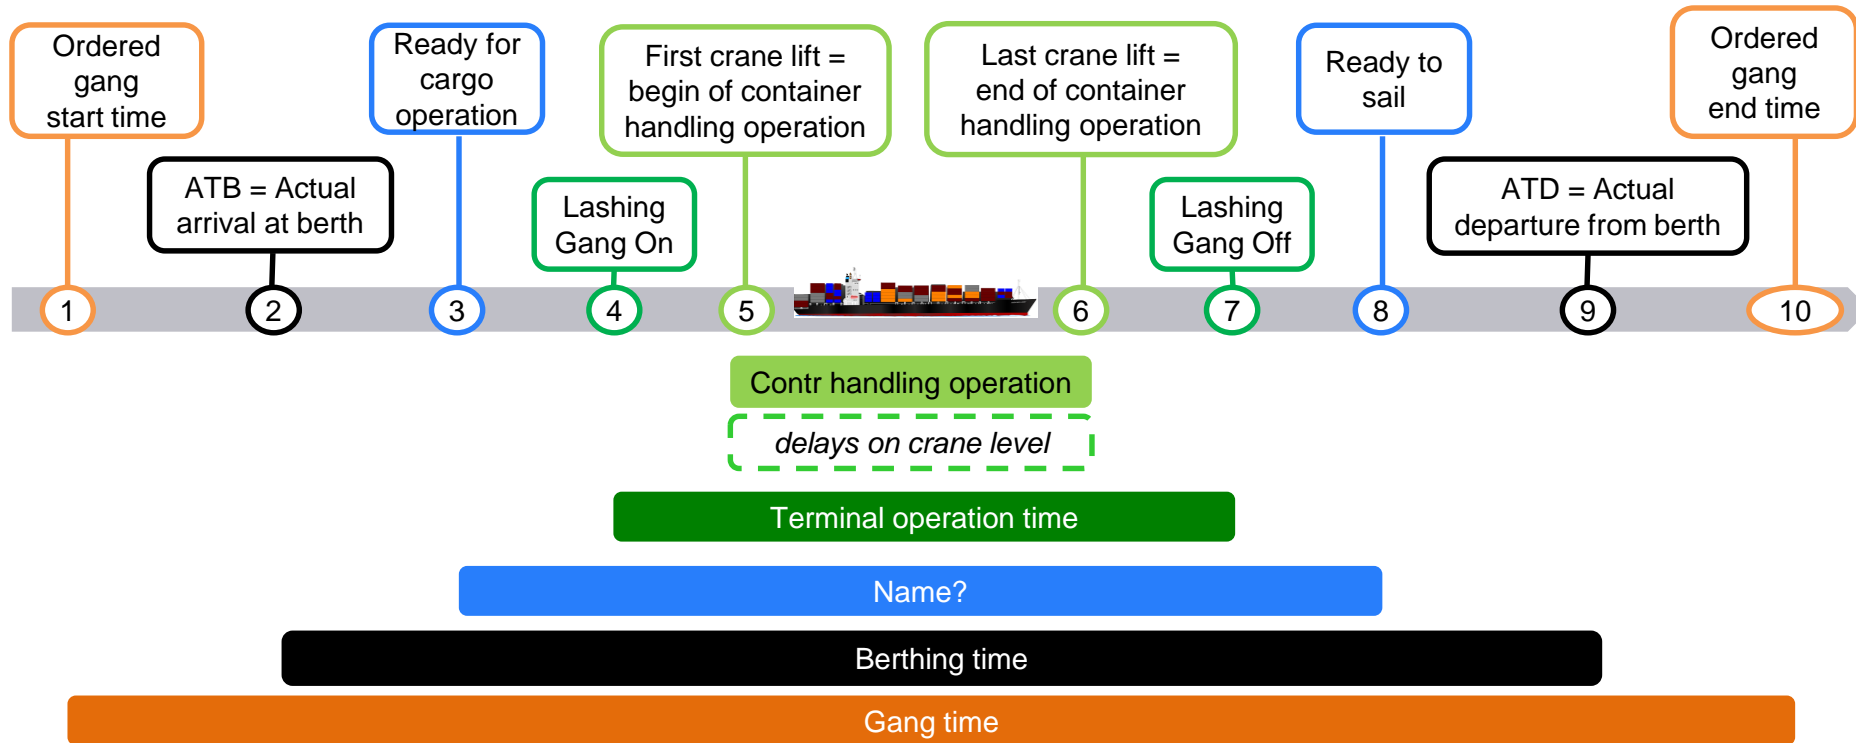 Ordered
gang
start time
Ready for
cargo
operation
First crane lift =
begin of container
handling operation
Last crane lift =
end of container
handling operation
Ready to
sail
Ordered
gang
end time
ATB = Actual
arrival at berth
Lashing
Gang On
Lashing
Gang Off
ATD = Actual
departure from berth
1
2
3
4
5
6
7
8
9
10
Contr handling operation
delays on crane level
Terminal operation time
Name?
Berthing time
Gang time